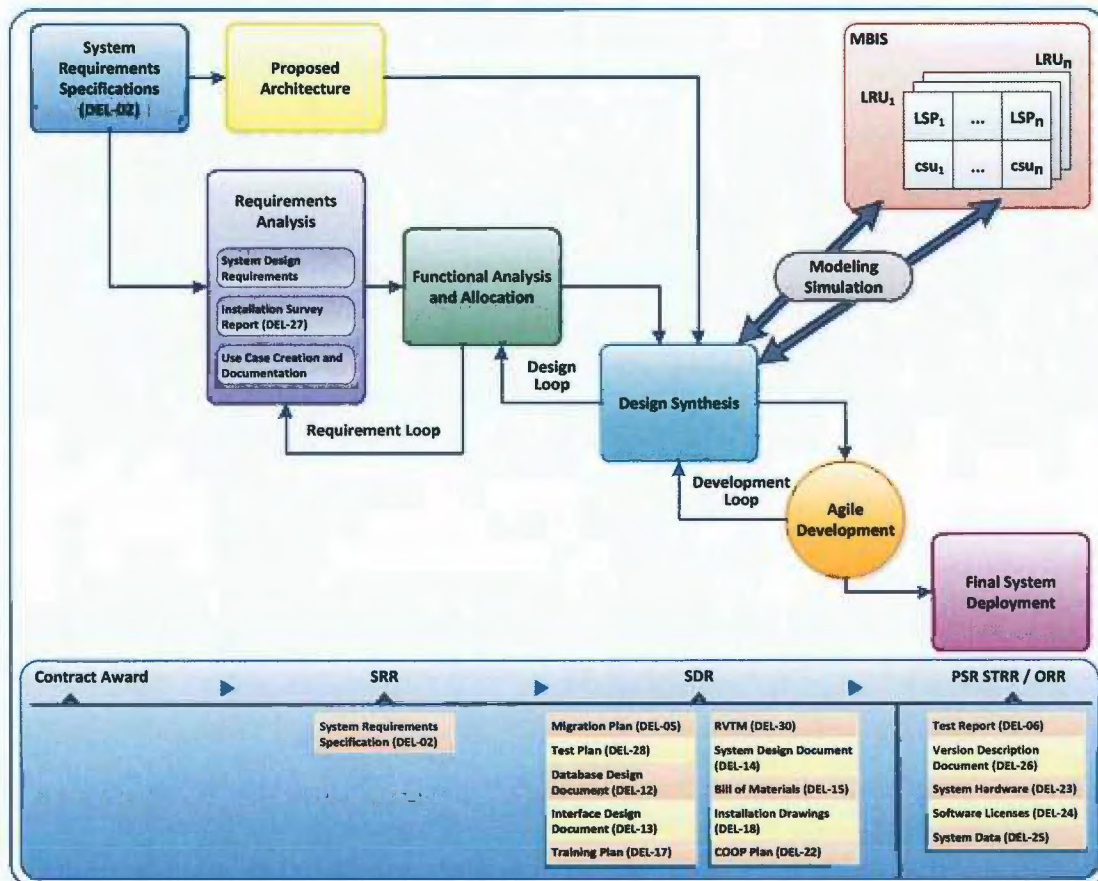 System
Requirements
Specifications
(DEL-02)
Proposed
Architecture
MBIS
LRUn
LRU1
LSP1 ... LSPn
csu1 ... csun
Requirements
Analysis
System Design
Requirements
Installation Survey
Report (DEL-27)
Use Case Creation and
Documentation
Functional Analysis
and Allocation
Modeling
Simulation
Design
Loop
Design Synthesis
Requirement Loop
Development
Loop
Agile
Development
Final System
Deployment
Contract Award
SRR
SDR
PSR STRR / ORR
System Requirements
Specification (DEL-02)
Migration Plan (DEL-05)
Test Plan (DEL-28)
Database Design
Document (DEL-12)
Interface Design
Document (DEL-13)
Training Plan (DEL-17)
RVTM (DEL-30)
System Design Document
(DEL-14)
Bill of Materials (DEL-15)
Installation Drawings
(DEL-18)
COOP Plan (DEL-22)
Test Report (DEL-06)
Version Description
Document (DEL-26)
System Hardware (DEL-23)
Software Licenses (DEL-24)
System Data (DEL-25)